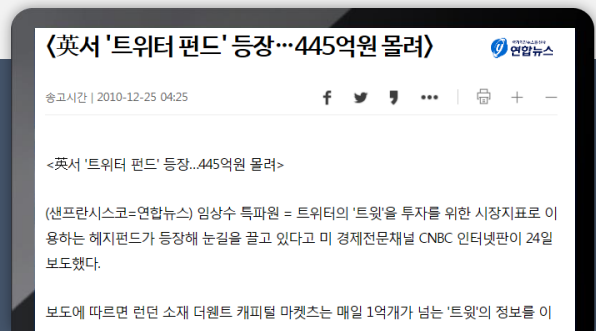 <英서 '트위터 펀드' 등장…445억원 몰려>
연합뉴스
송고시간 | 2010-12-25 04:25
<英서 '트위터 펀드' 등장...445억원 몰려>
(샌프란시스코=연합뉴스) 임상수 특파원 = 트위터의 '트윗'을 투자를 위한 시장지표로 이
용하는 헤지펀드가 등장해 눈길을 끌고 있다고 미 경제전문채널 CNBC 인터넷판이 24일
보도했다.
보도에 따르면 런던 소재 더웬트 캐피털 마켓츠는 매일 1억개가 넘는 '트윗'의 정보를 이